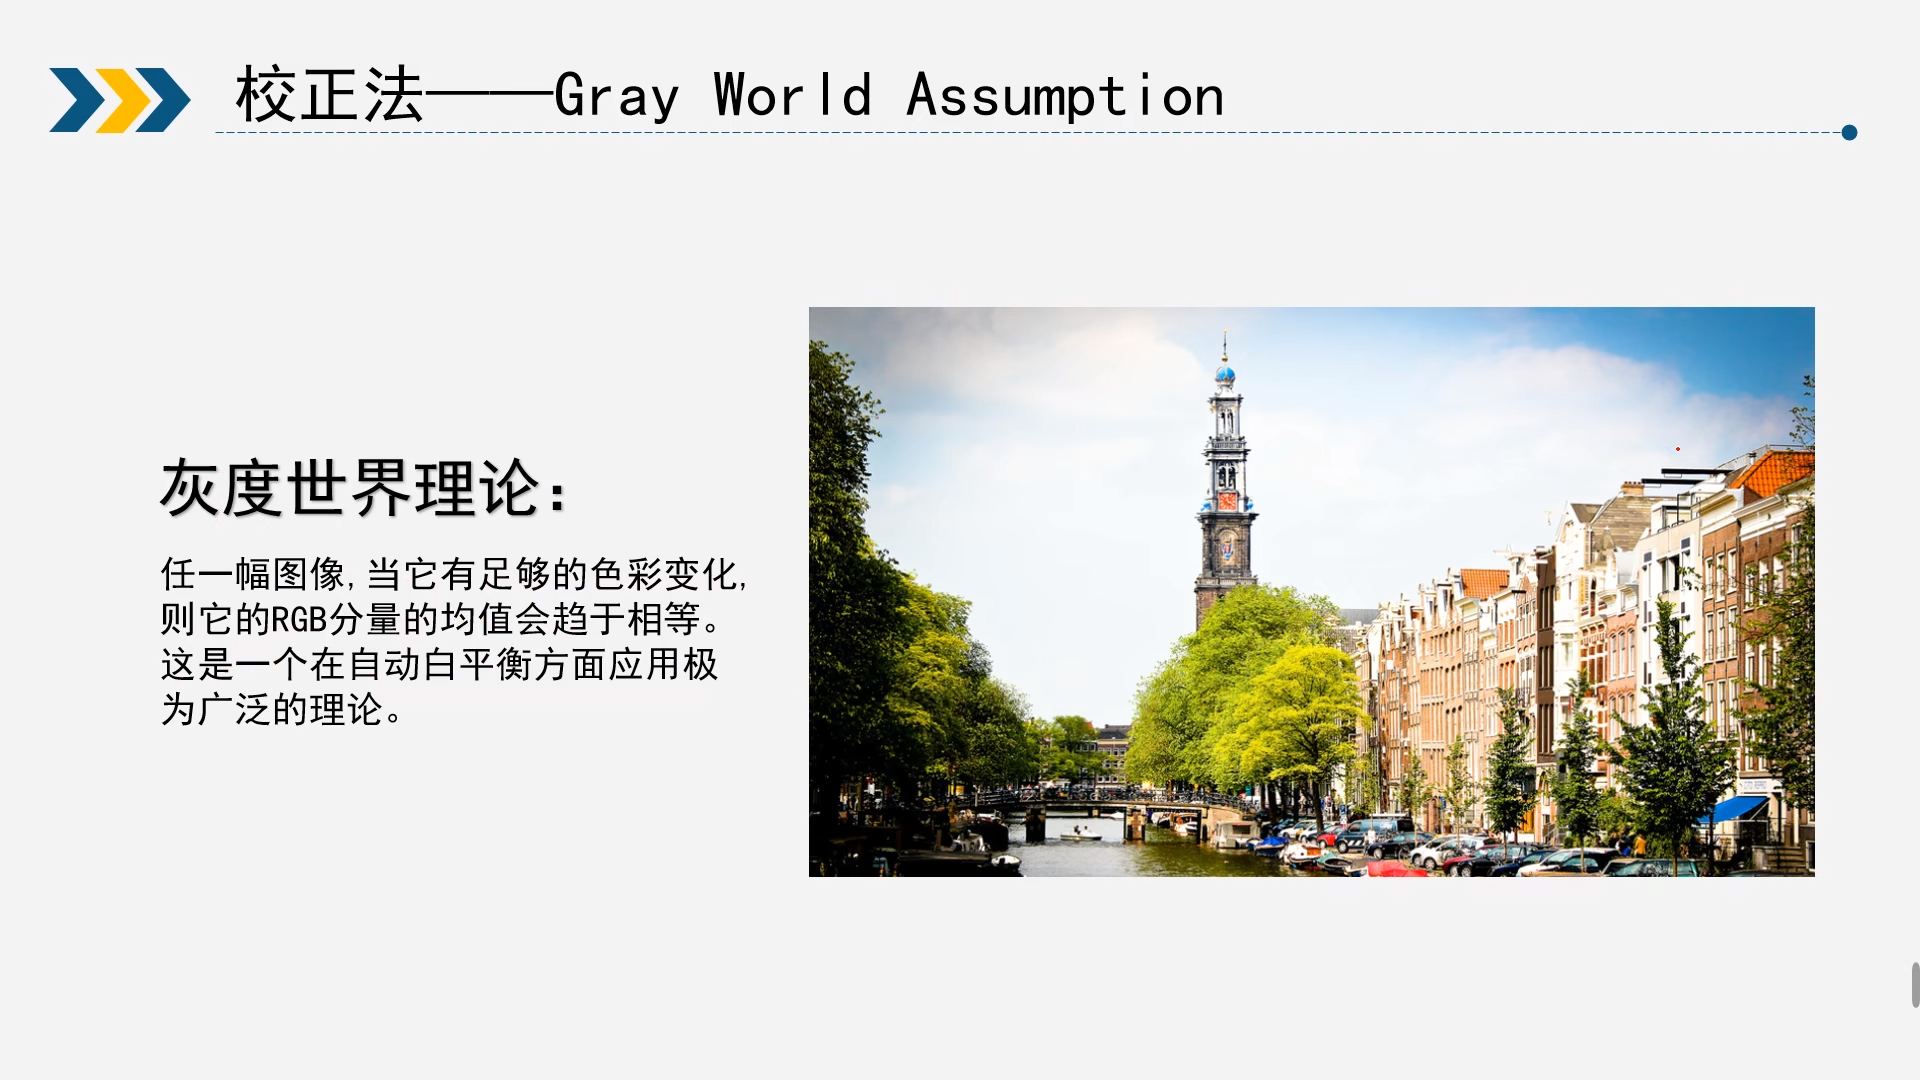 校正法——Gray World Assumption
灰度世界理论：
任一幅图像,当它有足够的色彩变化,
则它的RGB分量的均值会趋于相等。
这是一个在自动白平衡方面应用极
为广泛的理论。